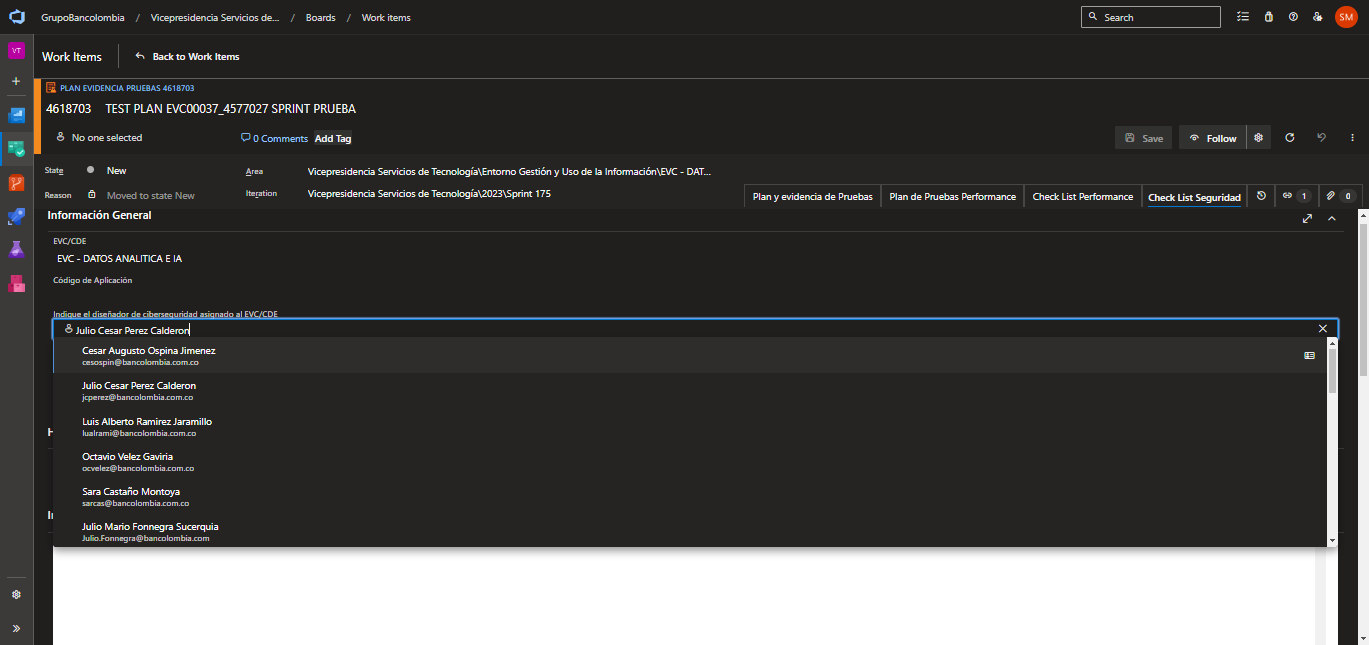 GrupoBancolombia / Vicepresidencia Servicios de... / Boards / Work items
Search
SM
VT
Work Items
Back to Work Items
PLAN EVIDENCIA PRUEBAS 4618703
4618703 TEST PLAN EVC00037_4577027 SPRINT PRUEBA
No one selected
0 Comments
Add Tag
Save
Follow
State
New
Area
Vicepresidencia Servicios de Tecnología\Entorno Gestión y Uso de la Información\EVC - DAT...
Reason
Moved to state New
Iteration
Vicepresidencia Servicios de Tecnología\2023\Sprint 175
Plan y evidencia de Pruebas
Plan de Pruebas Performance
Check List Performance
Check List Seguridad
1
0
Información General
EVC/CDE
EVC - DATOS ANALITICA E IA
Código de Aplicación
Indique el diseñador de ciberseguridad asignado al EVC/CDE
Julio Cesar Perez Calderon
Cesar Augusto Ospina Jimenez
cesospin@bancolombia.com.co
Julio Cesar Perez Calderon
jcperez@bancolombia.com.co
Luis Alberto Ramirez Jaramillo
lualrami@bancolombia.com.co
Octavio Velez Gaviria
ocvelez@bancolombia.com.co
Sara Castaño Montoya
sarcas@bancolombia.com.co
Julio Mario Fonnegra Sucerquia
Julio.Fonnegra@bancolombia.com